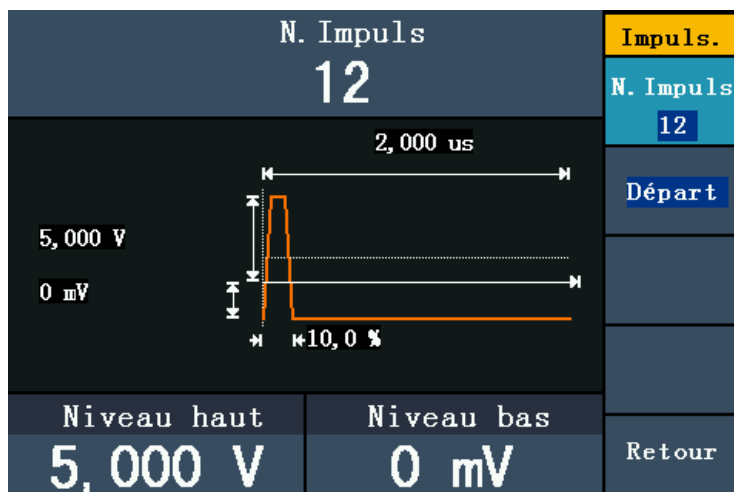 N. Impuls
12
2,000 us
5,000 V
0 mV
10,0 %
Niveau haut
5,000 V
Niveau bas
0 mV
Impuls.
N. Impuls
12
Départ
Retour